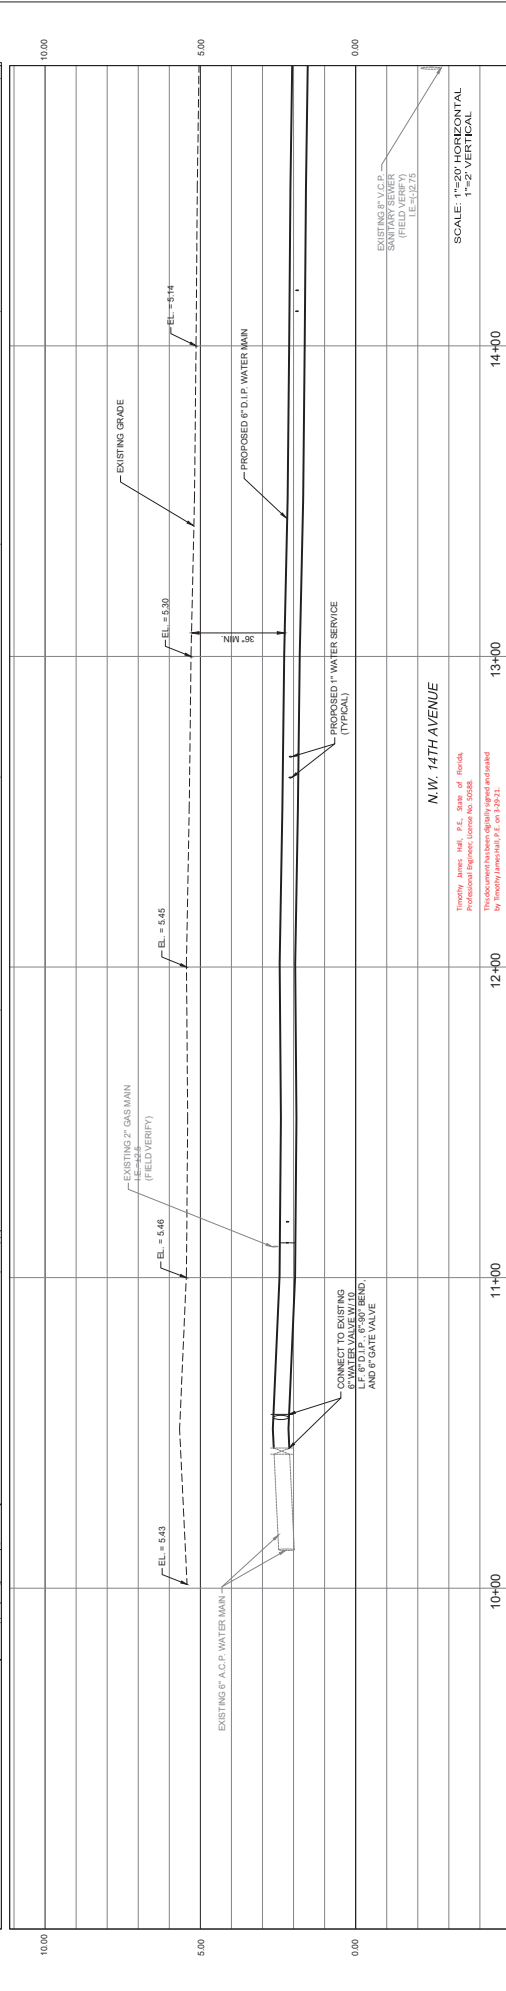 10.00
5.00
0.00
10.00
5.00
0.00
EL. = 5.43
EL. = 5.46
EL. = 5.45
EL. = 5.30
EL. = 5.14
EXISTING GRADE
EXISTING 2" GAS MAIN
I.E.=±2.5
(FIELD VERIFY)
36" MIN.
PROPOSED 6" D.I.P. WATER MAIN
PROPOSED 1" WATER SERVICE
(TYPICAL)
CONNECT TO EXISTING
6" WATER VALVE W/ 10
L.F. 6" D.I.P., 6"-90° BEND,
AND 6" GATE VALVE
EXISTING 6" A.C.P. WATER MAIN
EXISTING 8" V.C.P.
SANITARY SEWER
(FIELD VERIFY)
I.E.=(-)2.75
N.W. 14TH AVENUE
SCALE: 1"=20' HORIZONTAL
1"=2' VERTICAL
Timothy James Hall, P.E., State of Florida,
Professional Engineer, License No. 50588.
This document has been digitally signed and sealed
by Timothy James Hall, P.E. on 3-29-21.
10+00
11+00
12+00
13+00
14+00